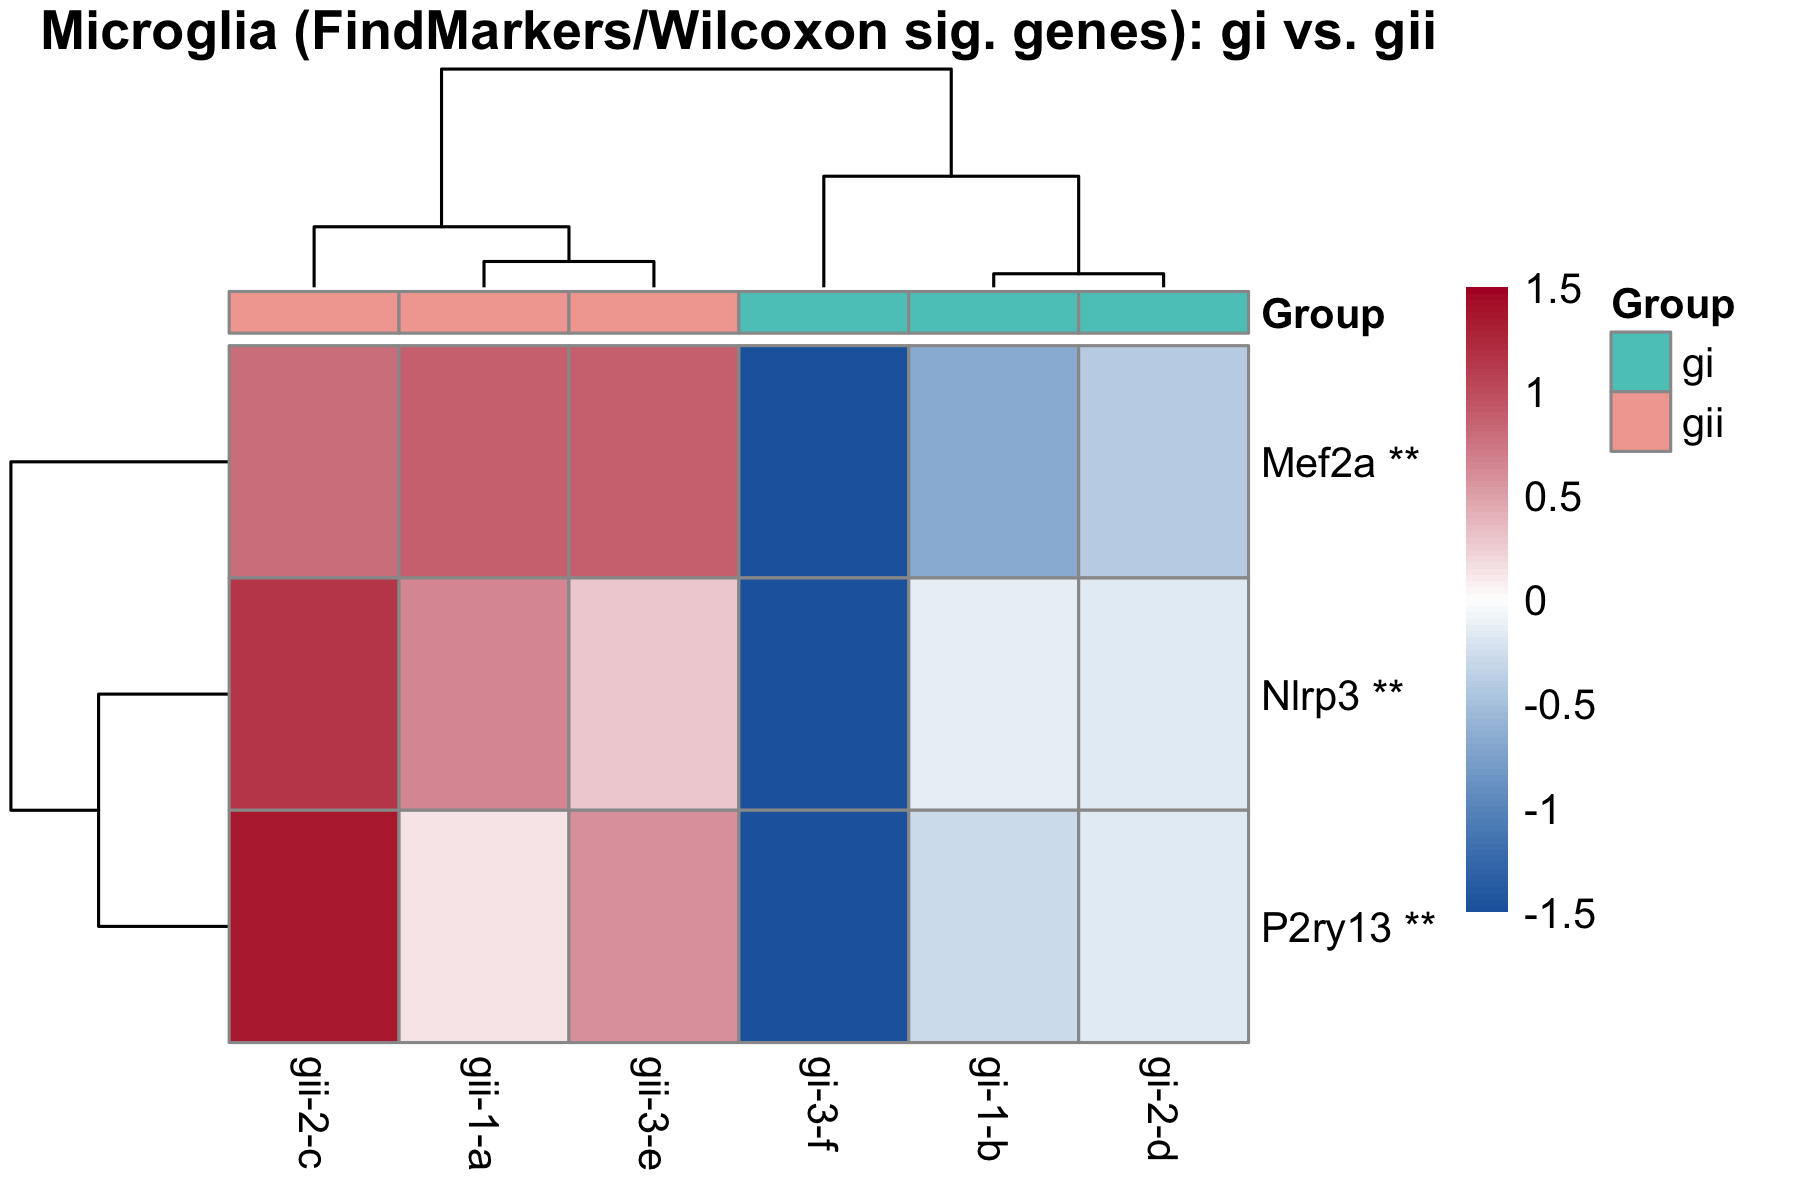 Microglia (FindMarkers/Wilcoxon sig. genes): gi vs. gii
Group
Mef2a **
Nlrp3 **
P2ry13 **
gii-2-c
gii-1-a
gii-3-e
gi-3-f
gi-1-b
gi-2-d
1.5
1
0.5
0
-0.5
-1
-1.5
Group
gi
gii